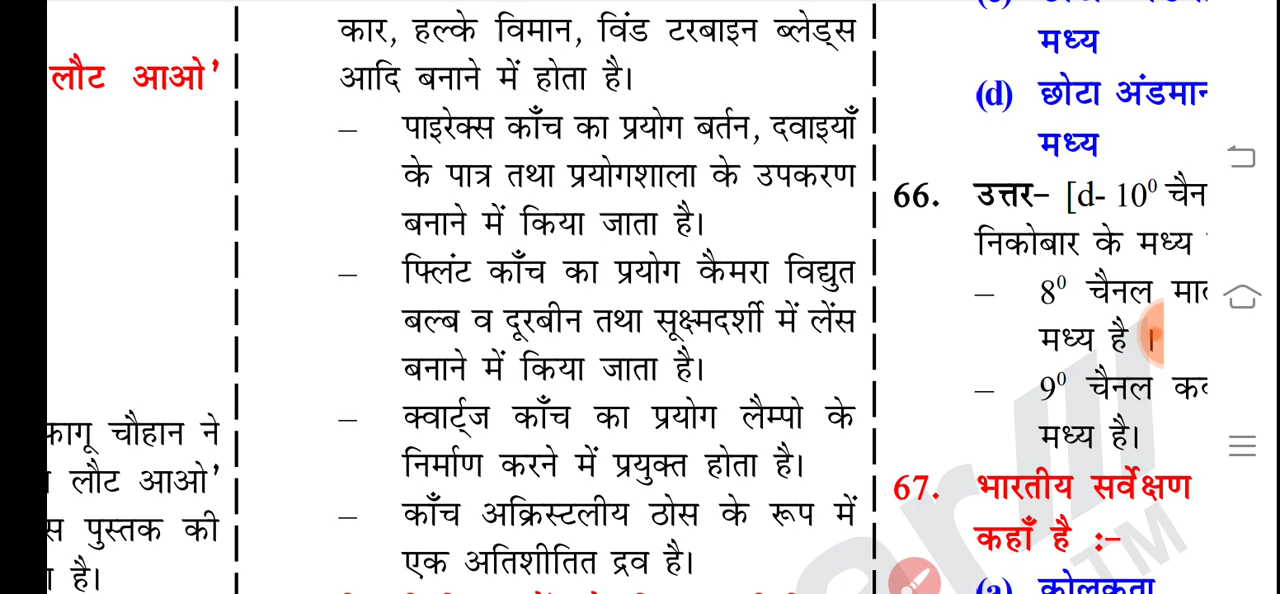 लौट आओ'
फागू चौहान ने
लौट आओ'
पुस्तक की
है।
कार, हल्के विमान, विंड टरबाइन ब्लेड्स
आदि बनाने में होता है।
– पाइरेक्स काँच का प्रयोग बर्तन, दवाइयाँ
के पात्र तथा प्रयोगशाला के उपकरण
बनाने में किया जाता है।
– फ्लिंट काँच का प्रयोग कैमरा विद्युत
बल्ब व दूरबीन तथा सूक्ष्मदर्शी में लेंस
बनाने में किया जाता है।
– क्वार्ट्ज काँच का प्रयोग लैम्पो के
निर्माण करने में प्रयुक्त होता है।
– काँच अक्रिस्टलीय ठोस के रूप में
एक अतिशीतित द्रव है।
मध्य
(d) छोटा अंडमान
मध्य
66. उत्तर– [d- 10⁰
निकोबार के मध्य
– 8⁰ चैनल
मध्य है ।
– 9⁰ चैनल
मध्य है।
67. भारतीय सर्वेक्षण
कहाँ है :–
(a) कोलकता
TM